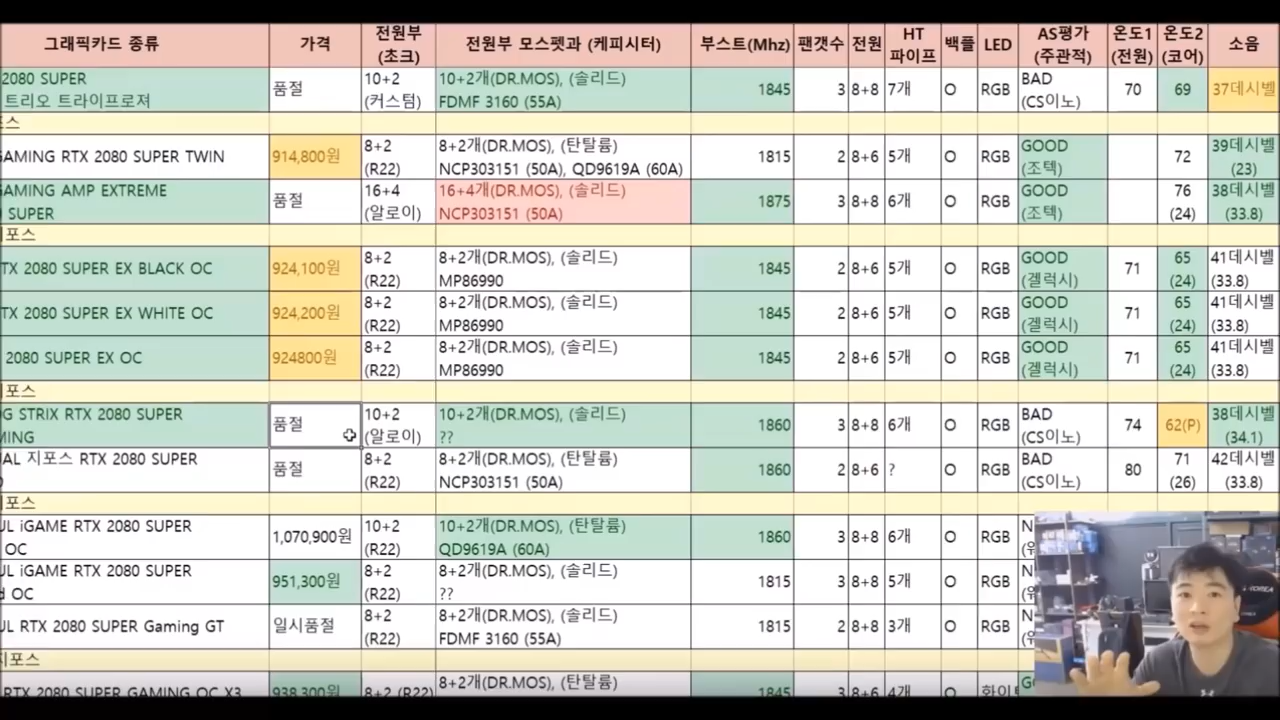 그래픽카드 종류 가격 전원부 (초크) 전원부 모스펫과 (케피시터) 부스트(Mhz) 팬갯수 전원 HT 파이프 백플 LED AS평가 (주관적) 온도1 (전원) 온도2 (코어) 소음
2080 SUPER 트리오 트라이프로져 품절 10+2 (커스텀) 10+2개(DR.MOS), (솔리드) FDMF 3160 (55A) 1845 3 8+8 7개 O RGB BAD (CS이노) 70 69 37데시벨
포스
GAMING RTX 2080 SUPER TWIN 914,800원 8+2 (R22) 8+2개(DR.MOS), (탄탈륨) NCP303151 (50A), QD9619A (60A) 1815 2 8+6 5개 O RGB GOOD (조텍) 72 39데시벨 (23)
GAMING AMP EXTREME SUPER 품절 16+4 (알로이) 16+4개(DR.MOS), (솔리드) NCP303151 (50A) 1875 3 8+8 6개 O RGB GOOD (조텍) 76 (24) 38데시벨 (33.8)
지포스
TX 2080 SUPER EX BLACK OC 924,100원 8+2 (R22) 8+2개(DR.MOS), (솔리드) MP86990 1845 2 8+6 5개 O RGB GOOD (겔럭시) 71 65 (24) 41데시벨 (33.8)
TX 2080 SUPER EX WHITE OC 924,200원 8+2 (R22) 8+2개(DR.MOS), (솔리드) MP86990 1845 2 8+6 5개 O RGB GOOD (겔럭시) 71 65 (24) 41데시벨 (33.8)
2080 SUPER EX OC 924800원 8+2 (R22) 8+2개(DR.MOS), (솔리드) MP86990 1845 2 8+6 5개 O RGB GOOD (겔럭시) 71 65 (24) 41데시벨 (33.8)
지포스
G STRIX RTX 2080 SUPER MING 품절 10+2 (알로이) 10+2개(DR.MOS), (솔리드) ?? 1860 3 8+8 6개 O RGB BAD (CS이노) 74 62(P) 38데시벨 (34.1)
AL 지포스 RTX 2080 SUPER 품절 8+2 (R22) 8+2개(DR.MOS), (탄탈륨) NCP303151 (50A) 1860 2 8+6 ? O RGB BAD (CS이노) 80 71 (26) 42데시벨 (33.8)
지포스
UL iGAME RTX 2080 SUPER OC 1,070,900원 10+2 (R22) 10+2개(DR.MOS), (탄탈륨) QD9619A (60A) 1860 3 8+8 6개 O RGB N
UL iGAME RTX 2080 SUPER d OC 951,300원 8+2 (R22) 8+2개(DR.MOS), (솔리드) ?? 1815 3 8+8 5개 O RGB N
UL RTX 2080 SUPER Gaming GT 일시품절 8+2 (R22) 8+2개(DR.MOS), (솔리드) FDMF 3160 (55A) 1815 2 8+8 3개 O RGB N
지포스
RTX 2080 SUPER GAMING OC X3 938,300원 8+2 (R22) 8+2개(DR.MOS), (탄탈륨) 1845 3 8+6 4개 O 화이트